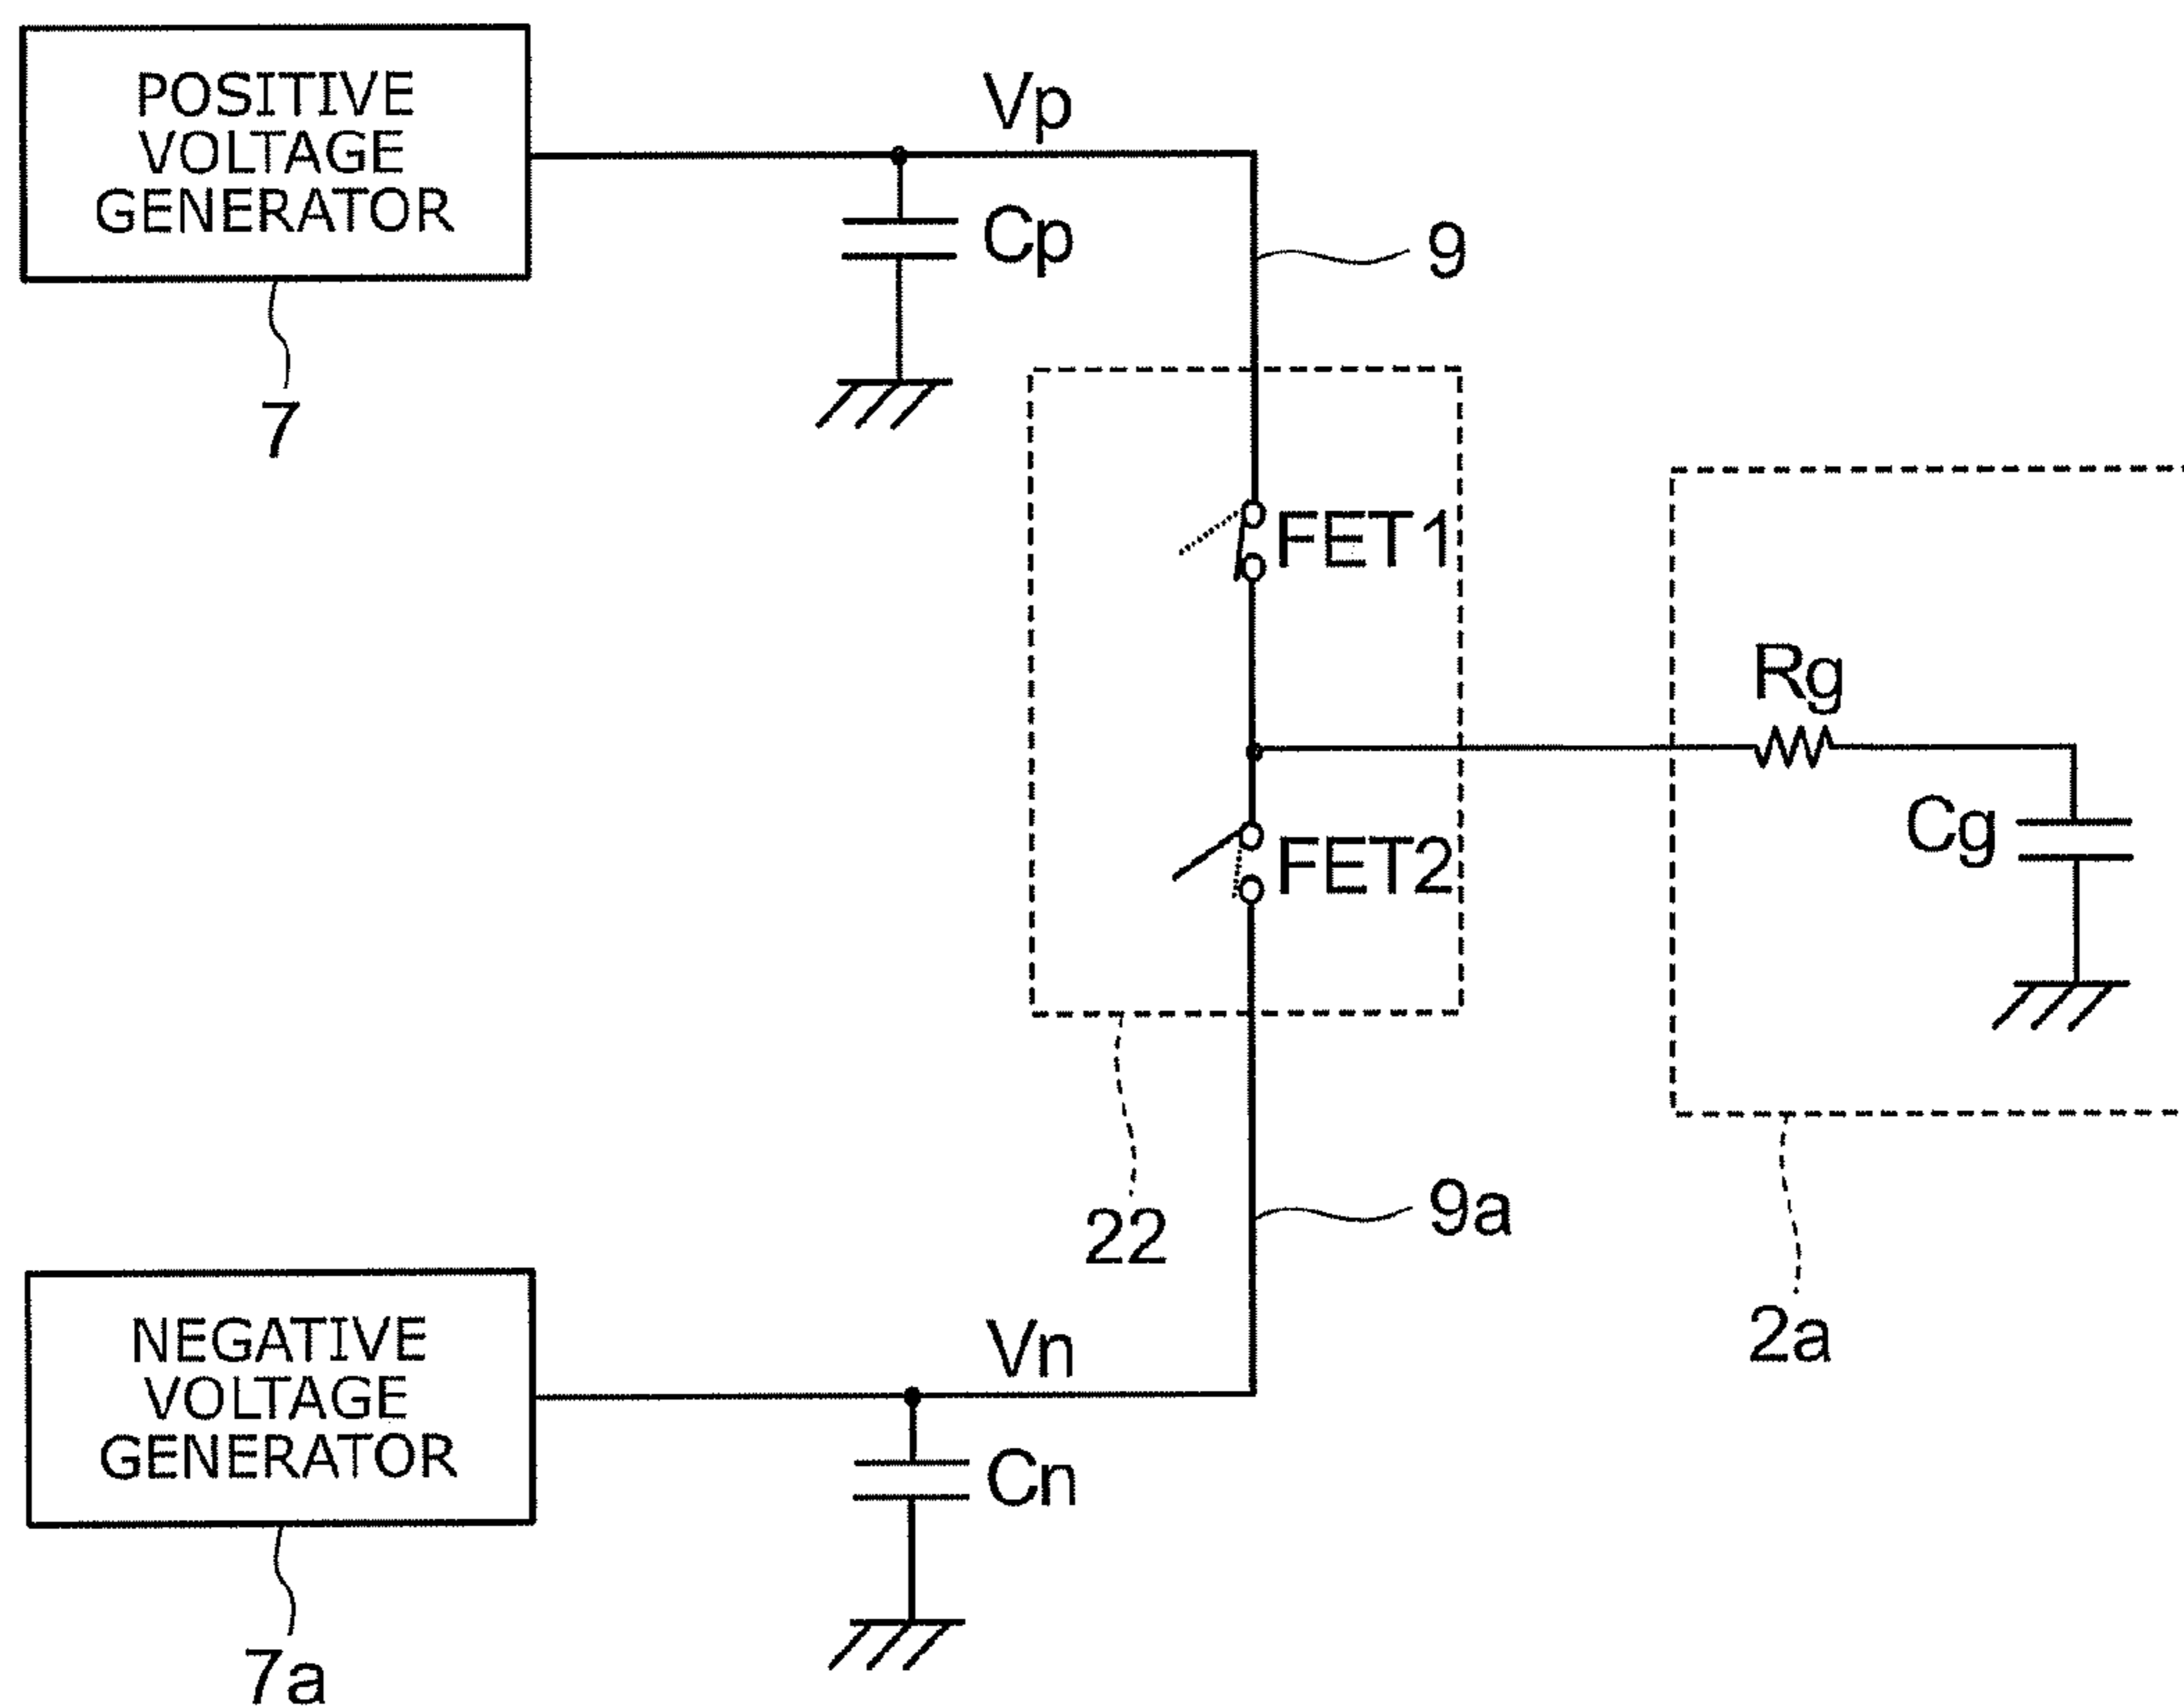 POSITIVE
VOLTAGE
GENERATOR
Vp
Cp
9
7
FET1
Rg
Cg
FET2
22
9a
2a
NEGATIVE
VOLTAGE
GENERATOR
Vn
Cn
7a